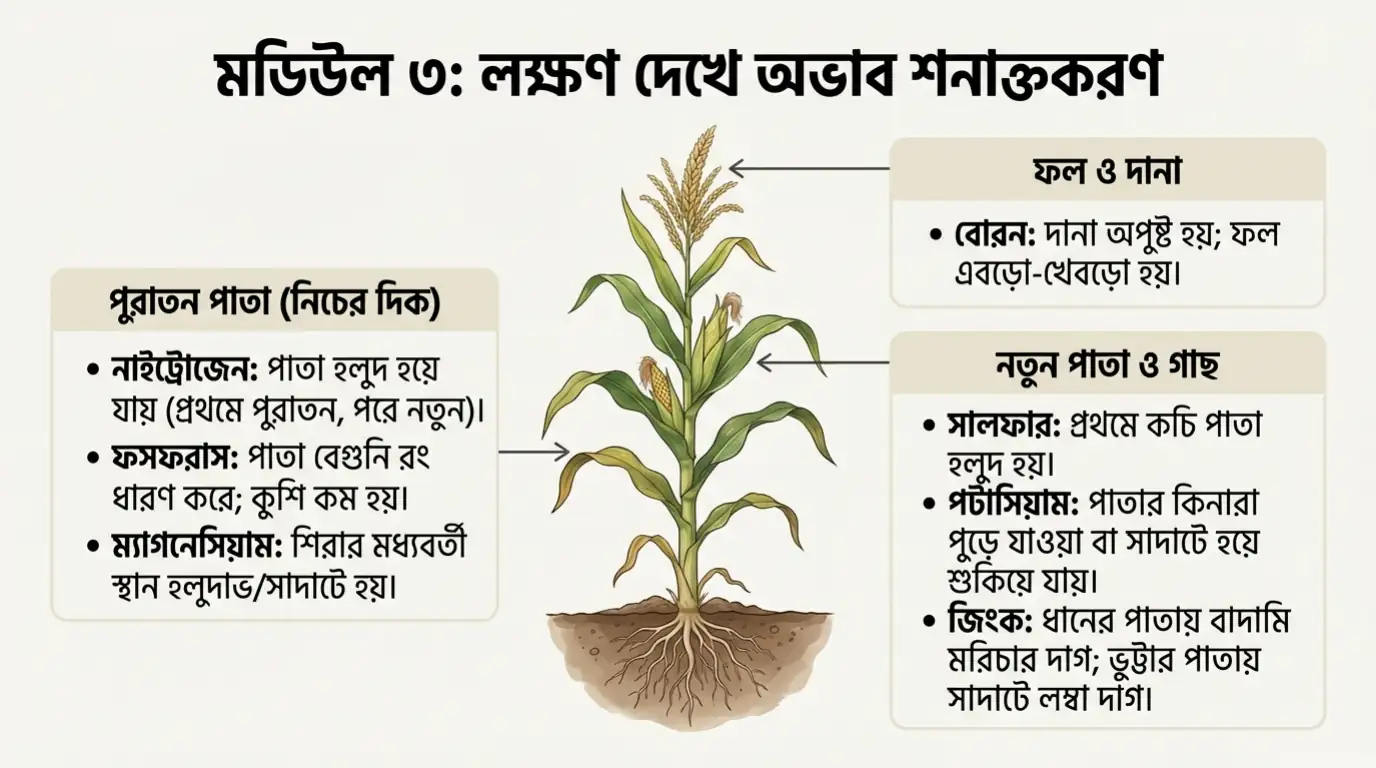 মডিউল ৩: লক্ষণ দেখে অভাব শনাক্তকরণ
পুরাতন পাতা (নিচের দিক)
• নাইট্রোজেন: পাতা হলুদ হয়ে
যায় (প্রথমে পুরাতন, পরে নতুন)।
• ফসফরাস: পাতা বেগুনি রং
ধারণ করে; কুশি কম হয়।
• ম্যাগনেসিয়াম: শিরার মধ্যবর্তী
স্থান হলুদাভ/সাদাটে হয়।
ফল ও দানা
• বোরন: দানা অপুষ্ট হয়; ফল
এবড়ো-খেবড়ো হয়।
নতুন পাতা ও গাছ
• সালফার: প্রথমে কচি পাতা
হলুদ হয়।
• পটাসিয়াম: পাতার কিনারা
পুড়ে যাওয়া বা সাদাটে হয়ে
শুকিয়ে যায়।
• জিংক: ধানের পাতায় বাদামি
মরিচার দাগ; ভুট্টার পাতায়
সাদাটে লম্বা দাগ।